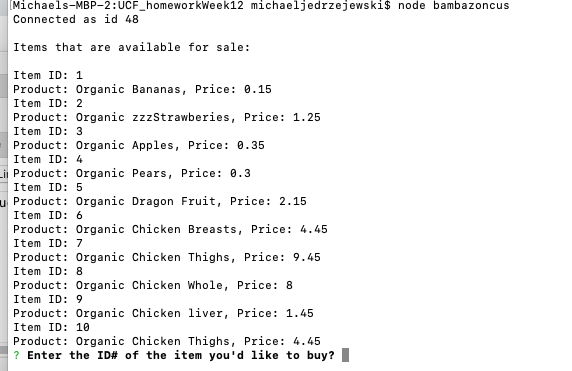 [Michaels-MBP-2:UCF_homeworkWeek12 michaeljedrzejewski$ node bambazoncus
Connected as id 48
Items that are available for sale:
Item ID: 1
Product: Organic Bananas, Price: 0.15
Item ID: 2
Product: Organic zzzStrawberries, Price: 1.25
Item ID: 3
Product: Organic Apples, Price: 0.35
Item ID: 4
Product: Organic Pears, Price: 0.3
Item ID: 5
Product: Organic Dragon Fruit, Price: 2.15
Item ID: 6
Product: Organic Chicken Breasts, Price: 4.45
Item ID: 7
Product: Organic Chicken Thighs, Price: 9.45
Item ID: 8
Product: Organic Chicken Whole, Price: 8
Item ID: 9
Product: Organic Chicken liver, Price: 1.45
Item ID: 10
Product: Organic Chicken Thighs, Price: 4.45
? Enter the ID# of the item you'd like to buy?